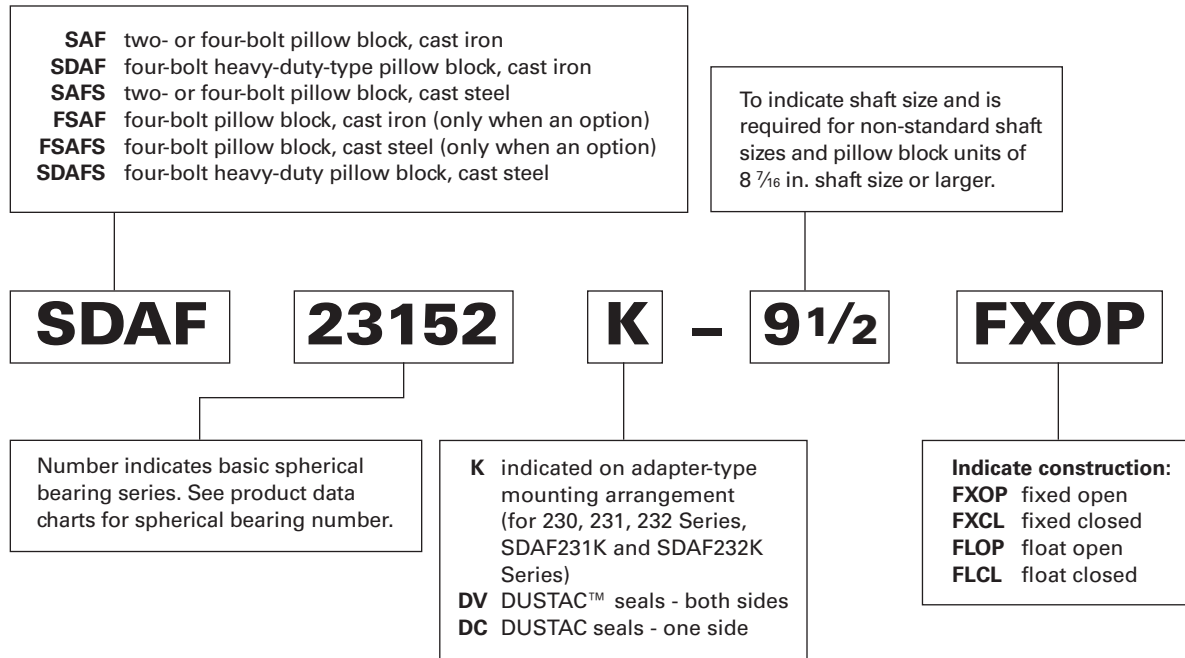 SAF two- or four-bolt pillow block, cast iron
SDAF four-bolt heavy-duty-type pillow block, cast iron
SAFS two- or four-bolt pillow block, cast steel
FSAF four-bolt pillow block, cast iron (only when an option)
FSAFS four-bolt pillow block, cast steel (only when an option)
SDAFS four-bolt heavy-duty pillow block, cast steel
To indicate shaft size and is
required for non-standard shaft
sizes and pillow block units of
8 7/16 in. shaft size or larger.
SDAF 23152 K – 9 1/2 FXOP
Number indicates basic spherical
bearing series. See product data
charts for spherical bearing number.
K indicated on adapter-type
mounting arrangement
(for 230, 231, 232 Series,
SDAF231K and SDAF232K
Series)
DV DUSTAC™ seals - both sides
DC DUSTAC seals - one side
Indicate construction:
FXOP fixed open
FXCL fixed closed
FLOP float open
FLCL float closed